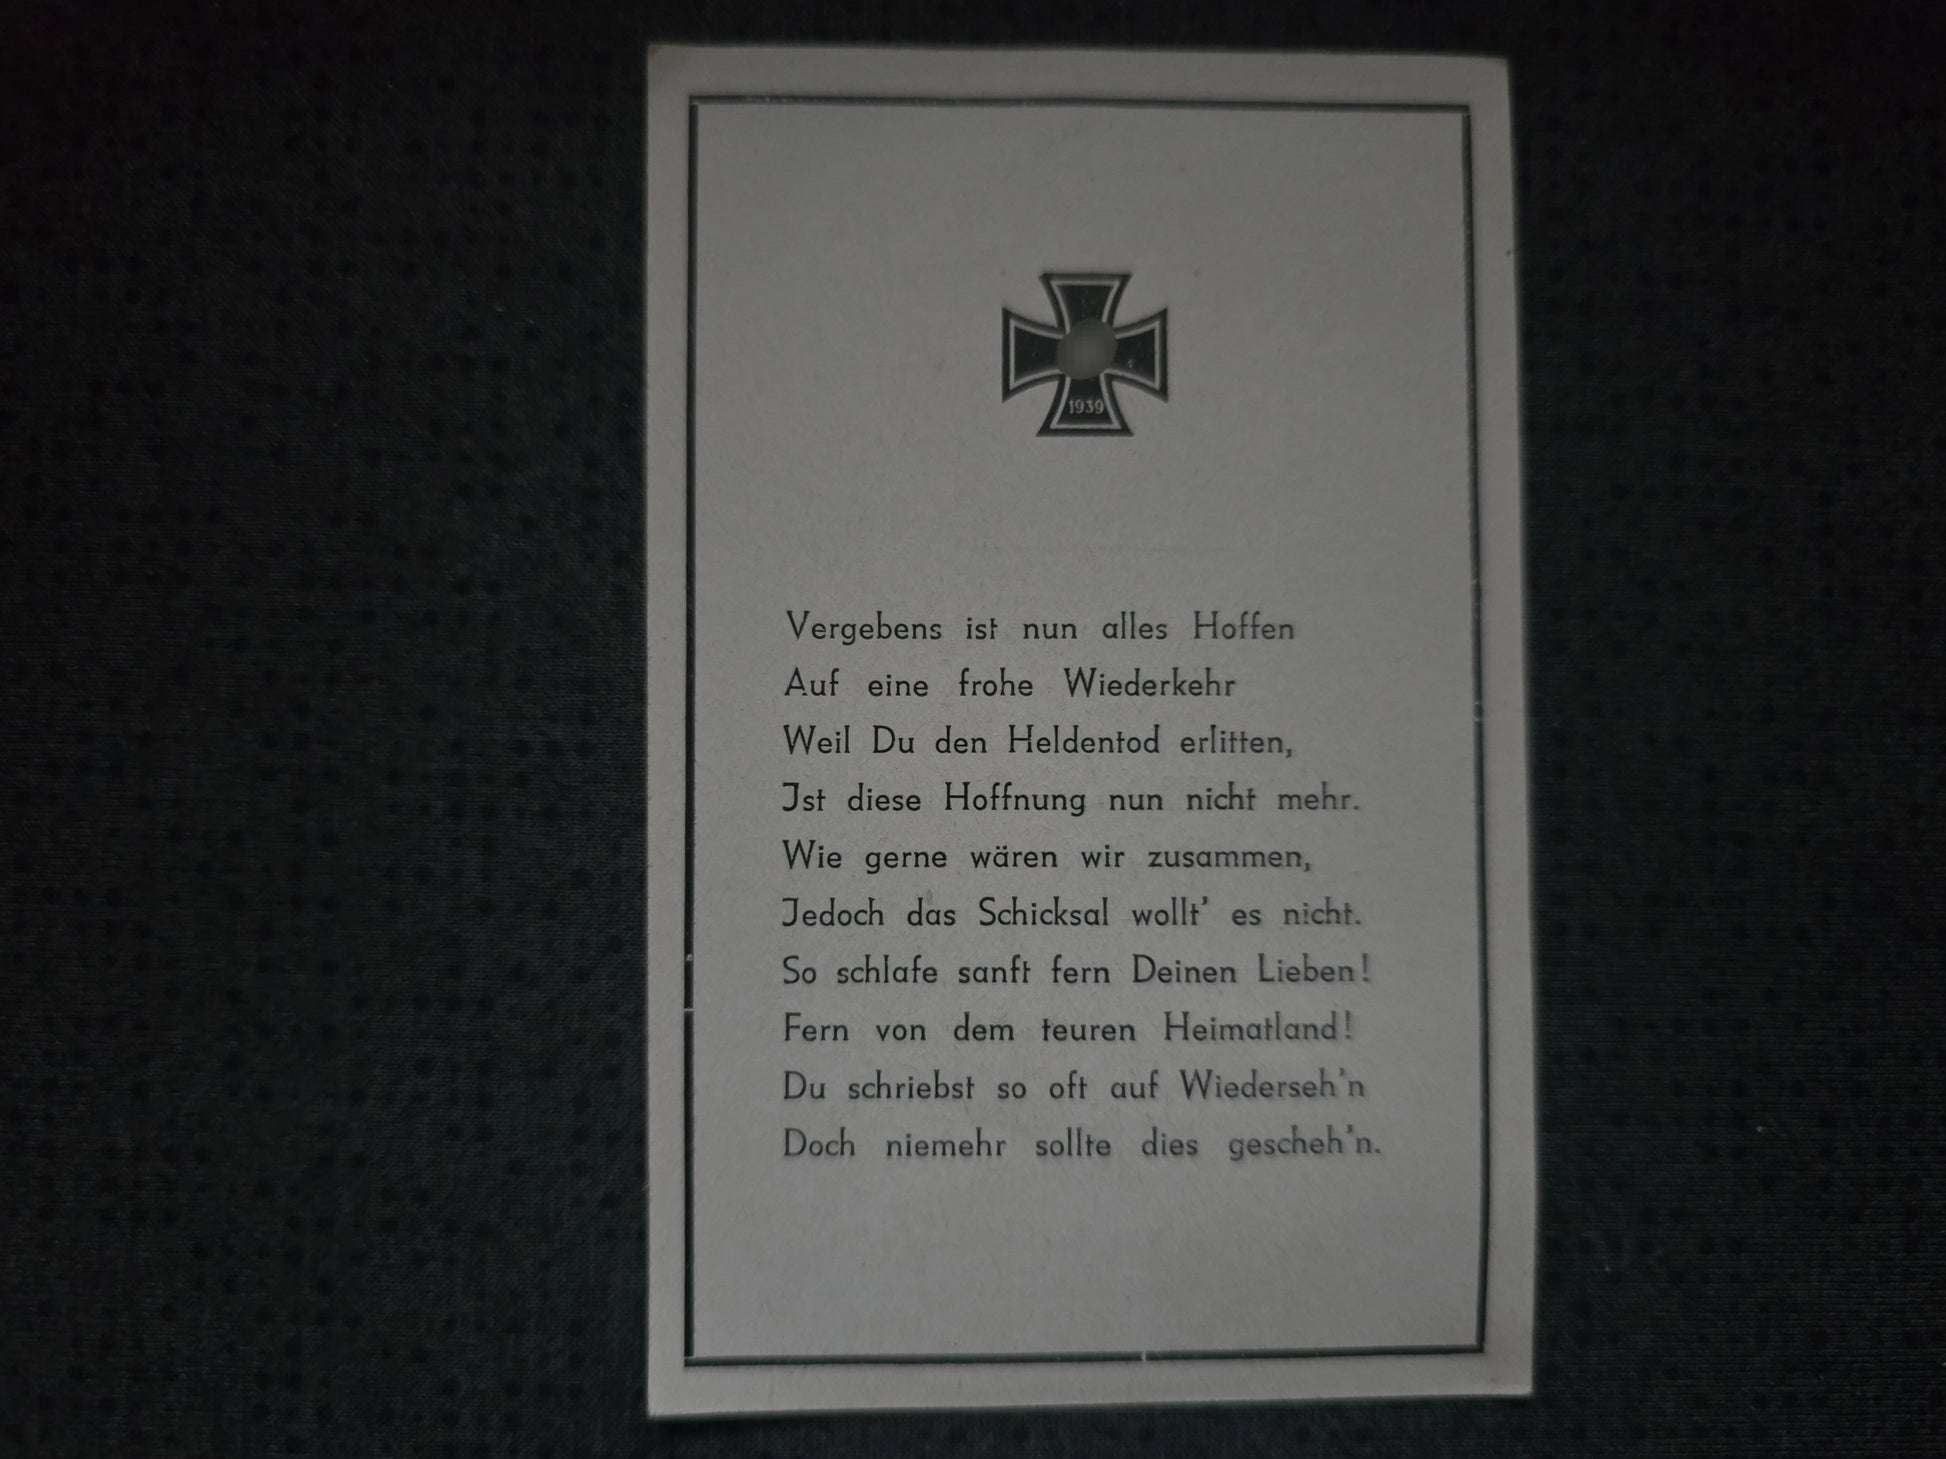 1939
Vergebens ist nun alles Hoffen
Auf eine frohe Wiederkehr
Weil Du den Heldentod erlitten,
Ist diese Hoffnung nun nicht mehr.
Wie gerne wären wir zusammen,
Jedoch das Schicksal wollt' es nicht.
So schlafe sanft fern Deinen Lieben!
Fern von dem teuren Heimatland!
Du schriebst so oft auf Wiederseh'n
Doch niemehr sollte dies gescheh'n.